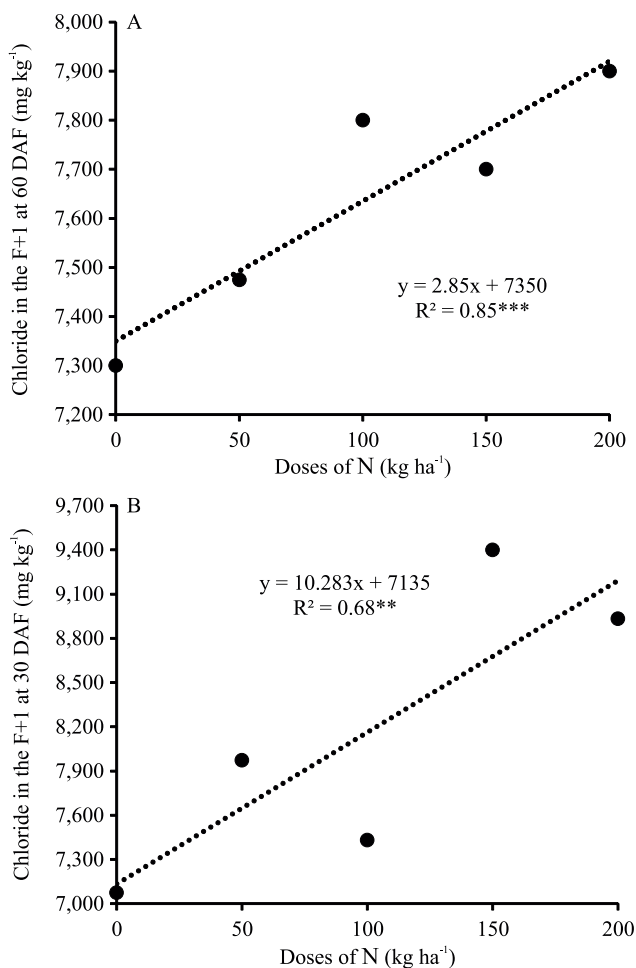 8,000
A
7,900
7,800
7,700
7,600
7,500
7,400
7,300
7,200
Chloride in the F+1 at 60 DAF (mg kg⁻¹)
y = 2.85x + 7350
R² = 0.85***
0 50 100 150 200
Doses of N (kg ha⁻¹)
9,700
B
9,400
9,100
8,800
8,500
8,200
7,900
7,600
7,300
7,000
Chloride in the F+1 at 30 DAF (mg kg⁻¹)
y = 10.283x + 7135
R² = 0.68**
0 50 100 150 200
Doses of N (kg ha⁻¹)